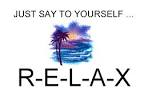 JUST SAY TO YOURSELF ...
R-E-L-A-X